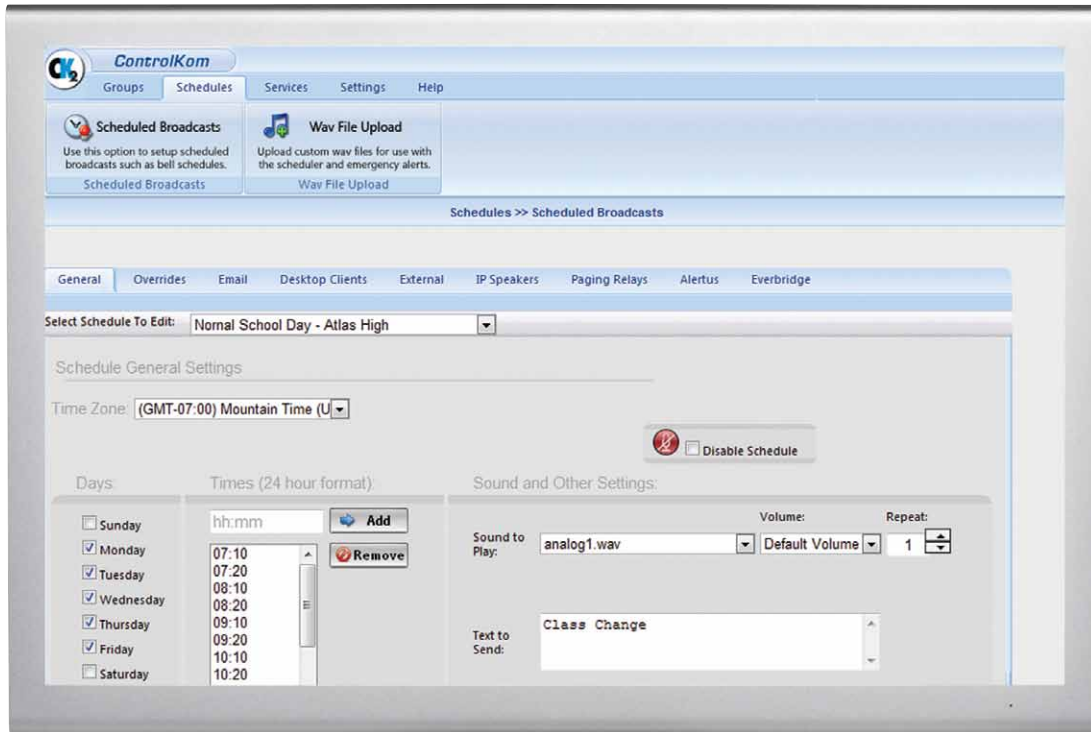 CK2
ControlKom
Groups Schedules Services Settings Help
Scheduled Broadcasts
Use this option to setup scheduled
broadcasts such as bell schedules.
Scheduled Broadcasts
Wav File Upload
Upload custom wav files for use with
the scheduler and emergency alerts.
Wav File Upload
Schedules >> Scheduled Broadcasts
General Overrides Email Desktop Clients External IP Speakers Paging Relays Alertus Everbridge
Select Schedule To Edit: Nornal School Day - Atlas High
Schedule General Settings
Time Zone: (GMT-07:00) Mountain Time (U
Disable Schedule
Days:
Sunday
Monday
Tuesday
Wednesday
Thursday
Friday
Saturday
Times (24 hour format):
hh:mm Add
Remove
07:10
07:20
08:10
08:20
09:10
09:20
10:10
10:20
Sound and Other Settings:
Volume: Repeat:
Sound to
Play: analog1.wav Default Volume 1
Text to
Send: Class Change